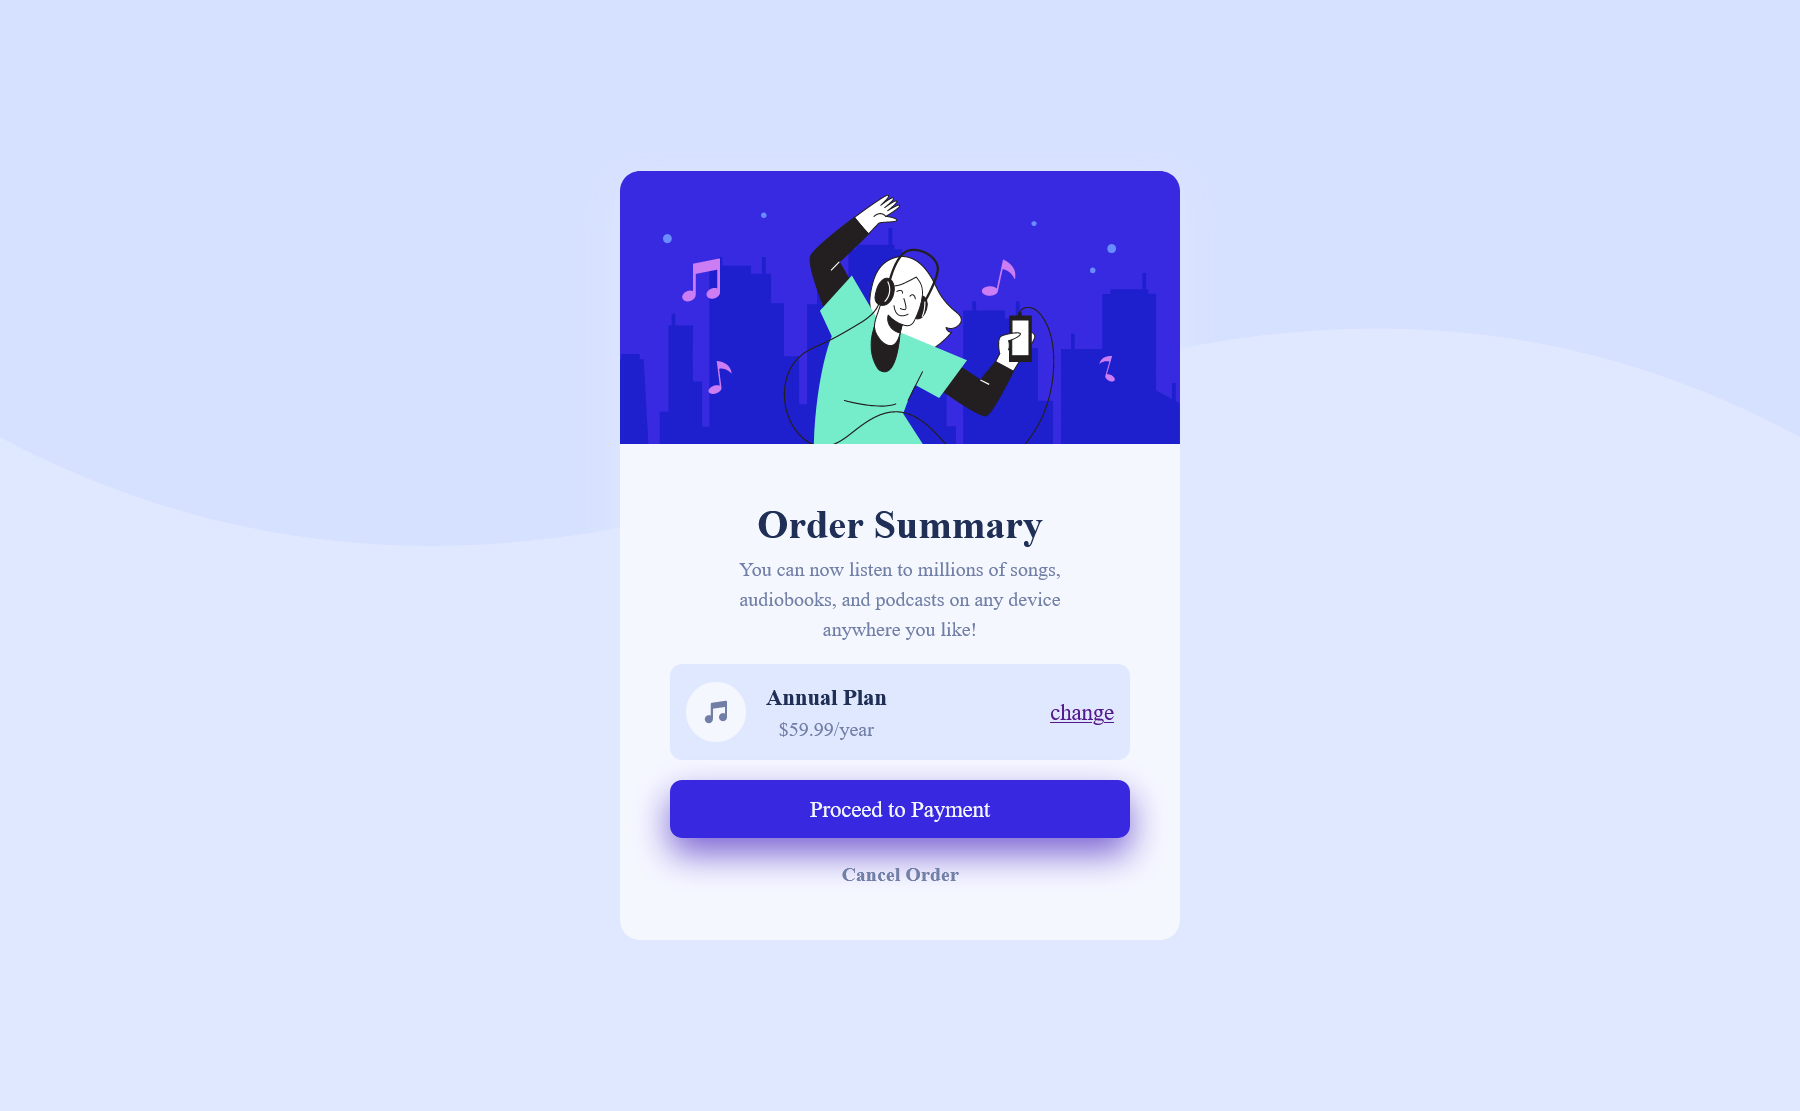 Order Summary
You can now listen to millions of songs,
audiobooks, and podcasts on any device
anywhere you like!
Annual Plan
$59.99/year
change
Proceed to Payment
Cancel Order